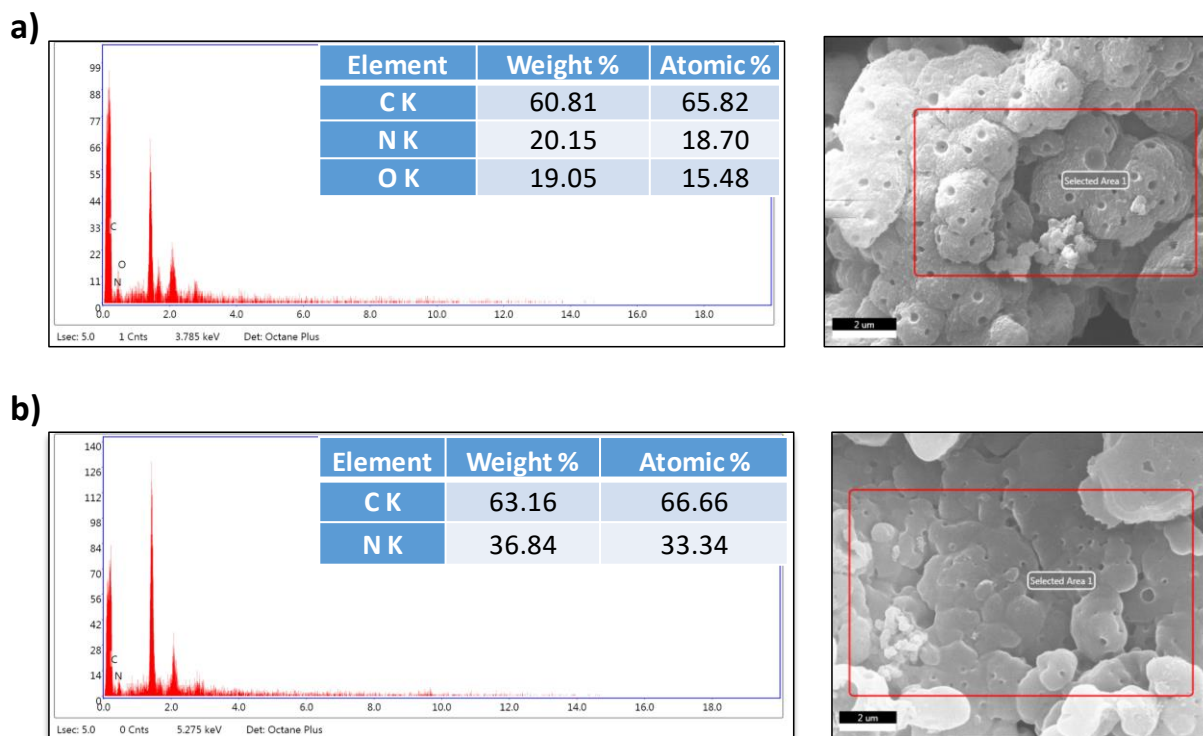 a)
Element Weight % Atomic %
C K 60.81 65.82
N K 20.15 18.70
O K 19.05 15.48
99
88
77
66
55
44
33
22
11
0
C
O
N
0.0 2.0 4.0 6.0 8.0 10.0 12.0 14.0 16.0 18.0
Lsec: 5.0 1 Cnts 3.785 keV Det: Octane Plus
Selected Area 1
2 um
b)
Element Weight % Atomic %
C K 63.16 66.66
N K 36.84 33.34
140
126
112
98
84
70
56
42
28
14
0
C
N
0.0 2.0 4.0 6.0 8.0 10.0 12.0 14.0 16.0 18.0
Lsec: 5.0 0 Cnts 5.275 keV Det: Octane Plus
Selected Area 1
2 um